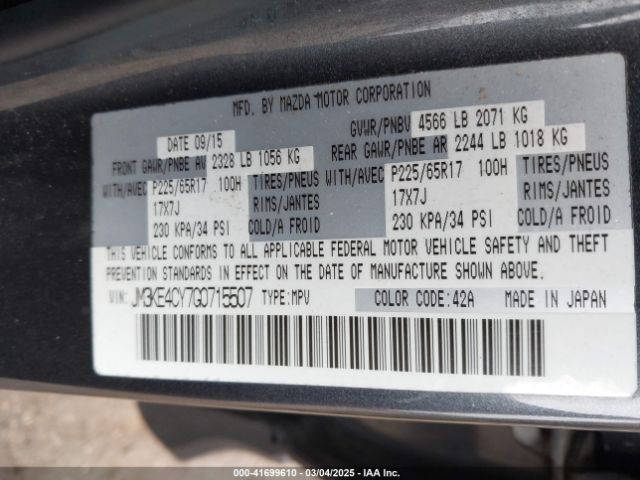 MFD. BY MAZDA MOTOR CORPORATION
DATE 09/15 GVWR/PNBV 4566 LB 2071 KG
FRONT GAWR/PNBE AV 2328 LB 1056 KG REAR GAWR/PNBE AR 2244 LB 1018 KG
WITH/AVEC P225/65R17 100H TIRES/PNEUS WITH/AVEC P225/65R17 100H TIRES/PNEUS
17X7J RIMS/JANTES 17X7J RIMS/JANTES
230 KPA/34 PSI COLD/A FROID 230 KPA/34 PSI COLD/A FROID
THIS VEHICLE CONFORMS TO ALL APPLICABLE FEDERAL MOTOR VEHICLE SAFETY AND THEFT
PREVENTION STANDARDS IN EFFECT ON THE DATE OF MANUFACTURE SHOWN ABOVE.
VIN: JM3KE4CY7G0715507 TYPE:MPV COLOR CODE:42A MADE IN JAPAN
000-41699610 | 03/04/2025 | IAA Inc.